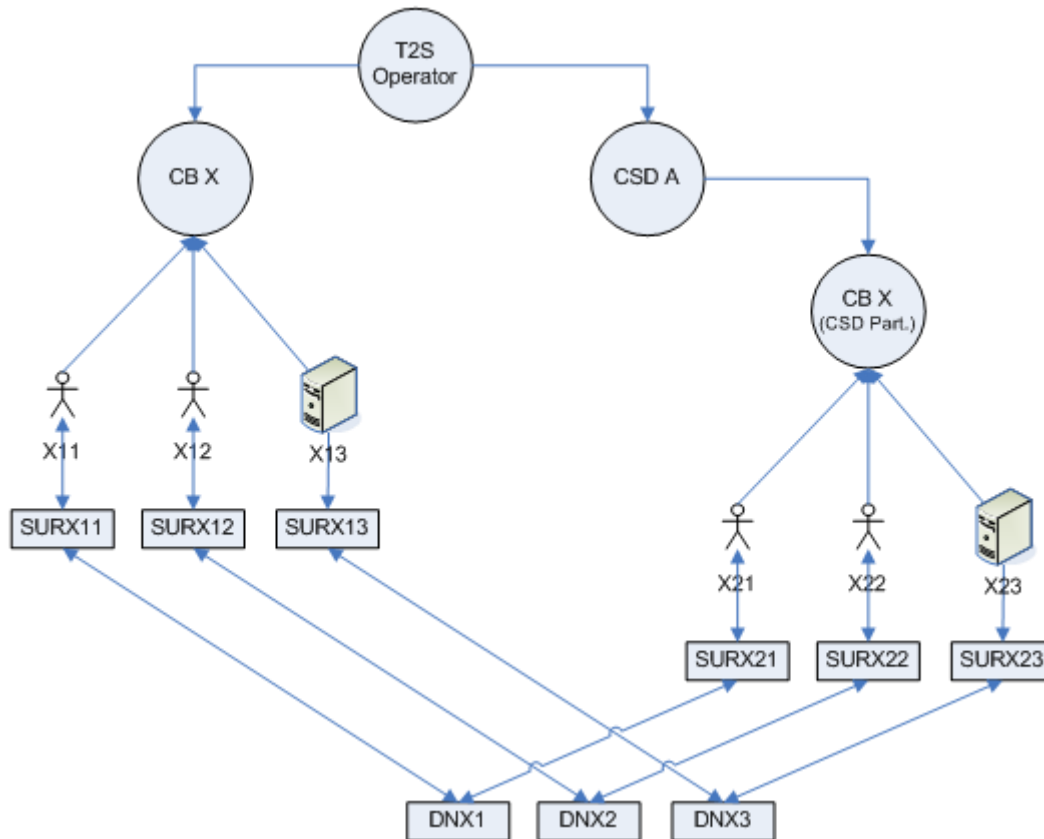 T2S
Operator
CB X
CSD A
CB X
(CSD Part.)
X11
X12
X13
SURX11
SURX12
SURX13
X21
X22
X23
SURX21
SURX22
SURX23
DNX1
DNX2
DNX3